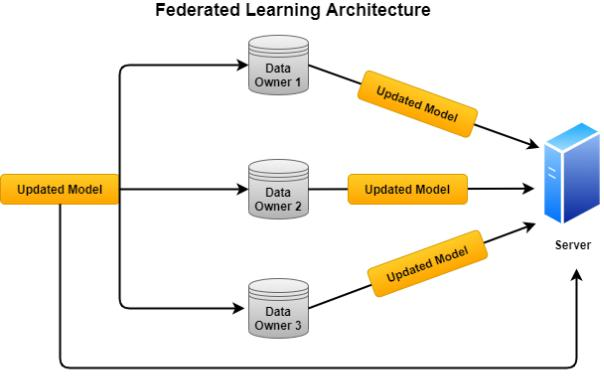 Federated Learning Architecture
Data
Owner 1
Updated Model
Updated Model
Data
Owner 2
Updated Model
Server
Updated Model
Data
Owner 3